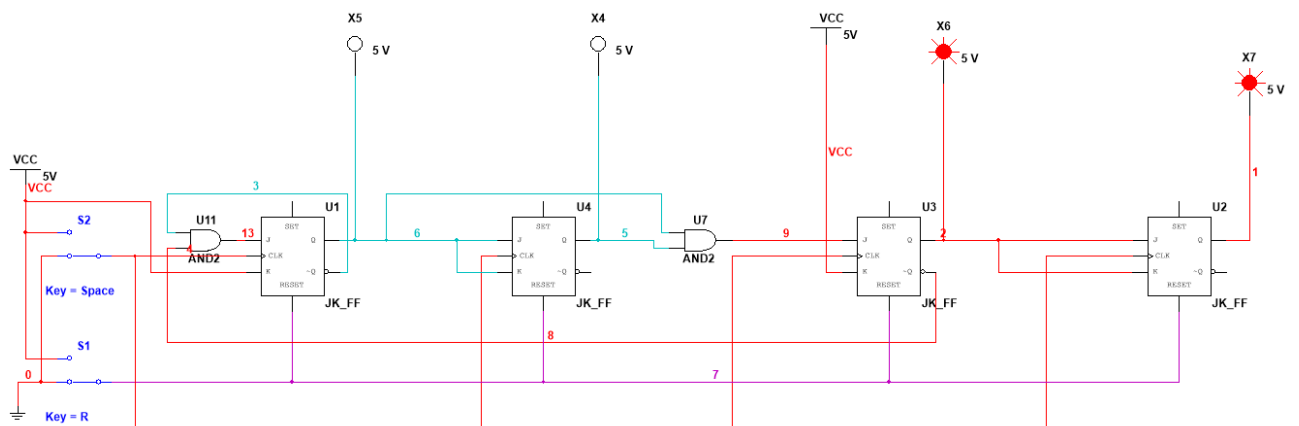 X5
5 V
X4
5 V
VCC
5V
X6
5 V
X7
5 V
VCC
5V
VCC
3
VCC
1
S2
U11
13
4
AND2
U1
SET
J
Q
CLK
K
~Q
RESET
JK_FF
6
U4
SET
J
Q
CLK
K
~Q
RESET
JK_FF
5
U7
AND2
9
U3
SET
J
Q
CLK
K
~Q
RESET
JK_FF
2
U2
SET
J
Q
CLK
K
~Q
RESET
JK_FF
Key = Space
8
S1
0
7
Key = R